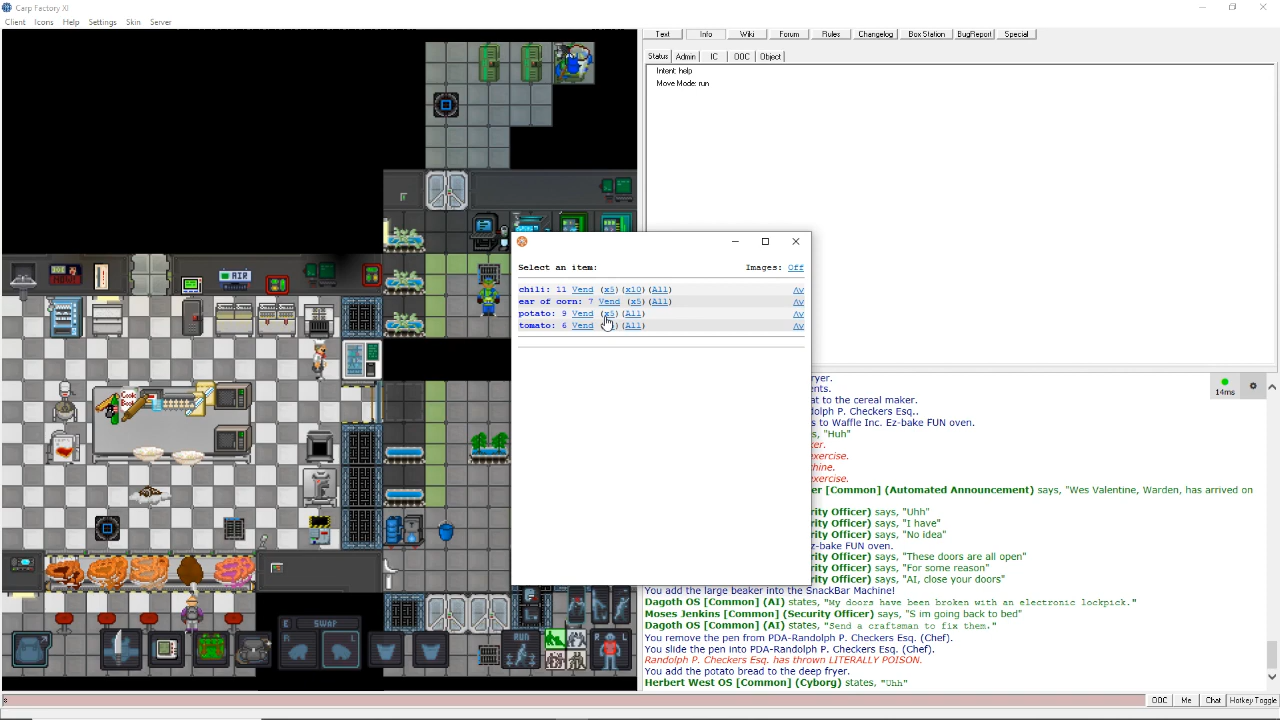 Carp Factory XI
Client Icons Help Settings Skin Server
Text Info Wiki Forum Rules Changelog Box Station BugReport Special
Status Admin IC OOC Object
Intent: help
Move Mode: run
AIR
Select an item: Images: Off
chili: 11 Vend (x5)(x10)(All) Λv
ear of corn: 7 Vend (x5)(All) Λv
potato: 9 Vend (x5)(All) Λv
tomato: 6 Vend (All) Λv
Cook Book
fryer.
ents.
at to the cereal maker.
dolph P. Checkers Esq..
s to Waffle Inc. Ez-bake FUN oven.
s, "Huh"
ker.
exercise.
chine.
exercise.
er [Common] (Automated Announcement) says, "Wor Valentine, Warden, has arrived on
rity Officer) says, "Uhh"
rity Officer) says, "I have"
rity Officer) says, "No idea"
z-bake FUN oven.
rity Officer) says, "These doors are all open"
rity Officer) says, "For some reason"
rity Officer) says, "AI, close your doors"
You add the large beaker into the SnackBar Machine!
Dagoth OS [Common] (AI) states, "My doors have been broken with an electronic lockpick."
Moses Jenkins [Common] (Security Officer) says, "S im going back to bed"
Dagoth OS [Common] (AI) states, "Send a craftsman to fix them."
You remove the pen from PDA-Randolph P. Checkers Esq. (Chef).
You slide the pen into PDA-Randolph P. Checkers Esq. (Chef).
Randolph P. Checkers Esq. has thrown LITERALLY POISON.
You add the potato bread to the deep fryer.
Herbert West OS [Common] (Cyborg) states, "Uhh"
14ms
E SWAP
R L
RUN
R L
OOC Me Chat Hotkey Toggle